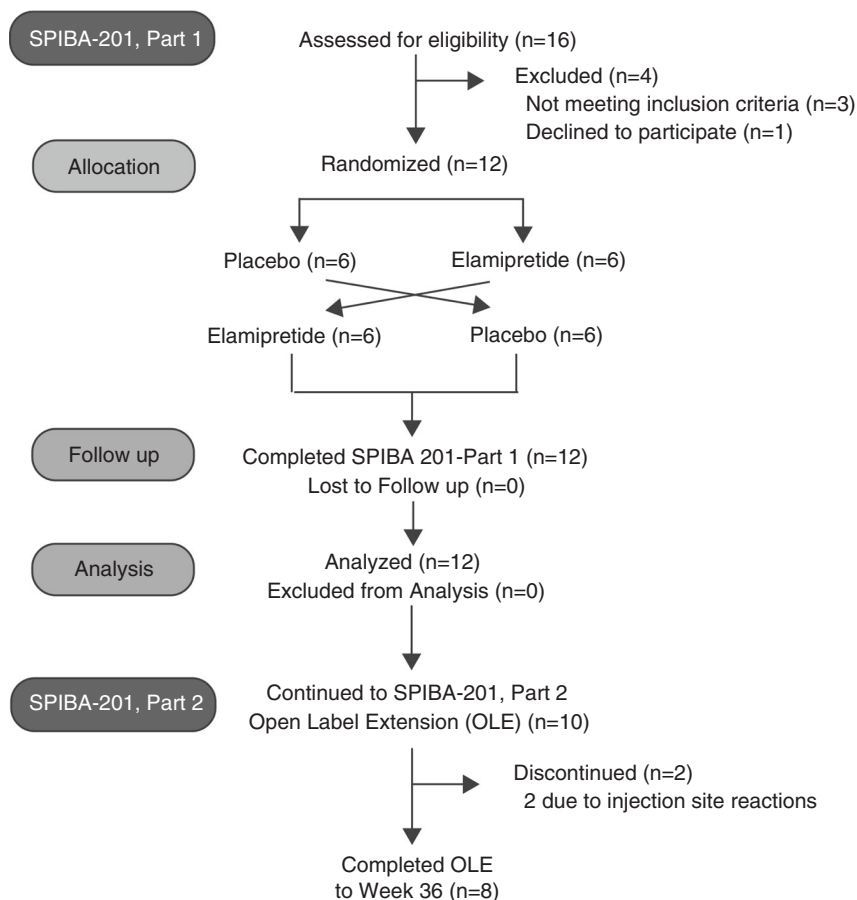 SPIBA-201, Part 1
Assessed for eligibility (n=16)
Excluded (n=4)
Not meeting inclusion criteria (n=3)
Declined to participate (n=1)
Allocation
Randomized (n=12)
Placebo (n=6)
Elamipretide (n=6)
Elamipretide (n=6)
Placebo (n=6)
Follow up
Completed SPIBA 201-Part 1 (n=12)
Lost to Follow up (n=0)
Analysis
Analyzed (n=12)
Excluded from Analysis (n=0)
SPIBA-201, Part 2
Continued to SPIBA-201, Part 2
Open Label Extension (OLE) (n=10)
Discontinued (n=2)
2 due to injection site reactions
Completed OLE
to Week 36 (n=8)